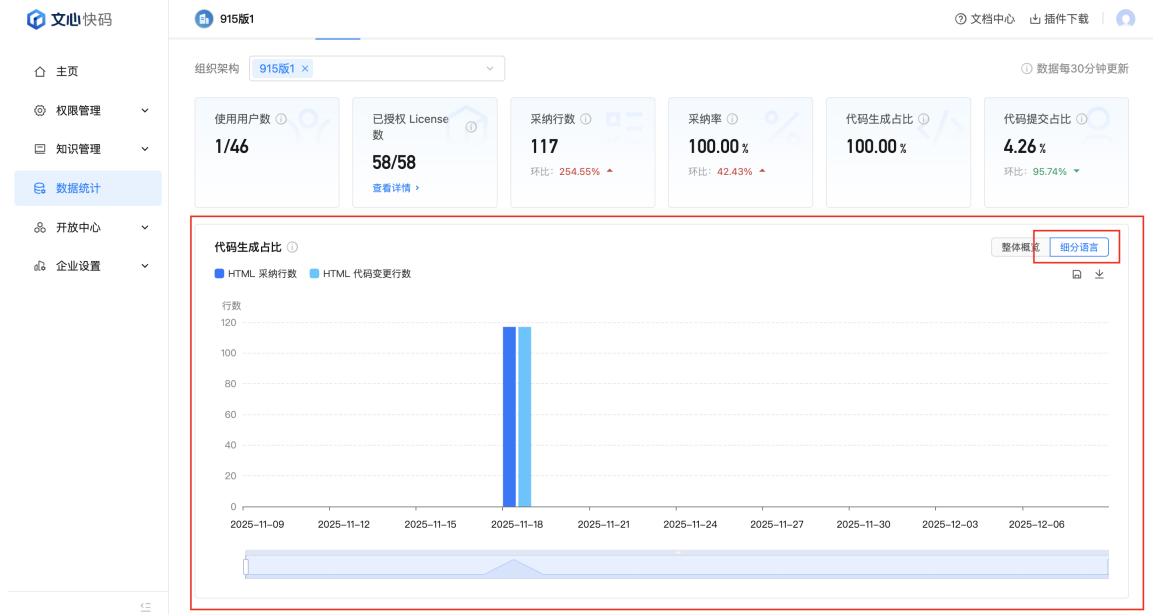 文心快码
915版1
文档中心
插件下载
主页
权限管理
知识管理
数据统计
开放中心
企业设置
组织架构
915版1 ×
数据每30分钟更新
使用用户数
1/46
已授权 License
数
58/58
查看详情
采纳行数
117
环比: 254.55%
采纳率
100.00 %
环比: 42.43%
代码生成占比
100.00 %
代码提交占比
4.26 %
环比: 95.74%
代码生成占比
整体概览
细分语言
HTML 采纳行数
HTML 代码变更行数
行数
120
100
80
60
40
20
0
2025-11-09
2025-11-12
2025-11-15
2025-11-18
2025-11-21
2025-11-24
2025-11-27
2025-11-30
2025-12-03
2025-12-06